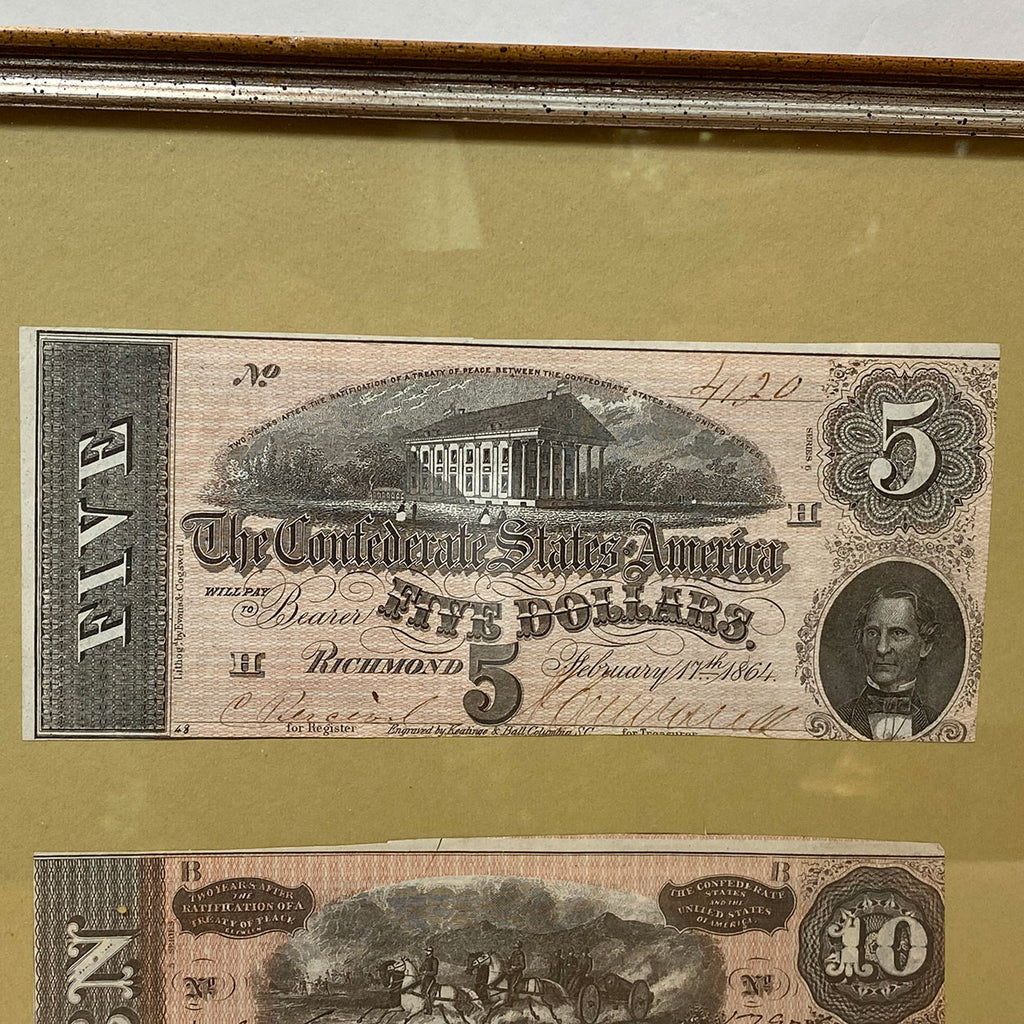 FIVE
Nº 4120
TWO YEARS AFTER THE RATIFICATION OF A TREATY OF PEACE BETWEEN THE CONFEDERATE STATES & THE UNITED STATES
SERIES 6
5
H
The Confederate States America
WILL PAY
TO Bearer FIVE DOLLARS.
H RICHMOND 5 February 17th 1864.
for Register
for Treasurer
Engraved by Keatinge & Ball, Columbia, S.C.
48
Lithog'd by Evans & Cogswell
B
B
TWO YEARS AFTER
THE
RATIFICATION OF A
TREATY OF PEACE
BETWEEN
THE CONFEDERATE
STATES
AND THE
UNITED STATES
OF AMERICA.
10
Nº
Nº